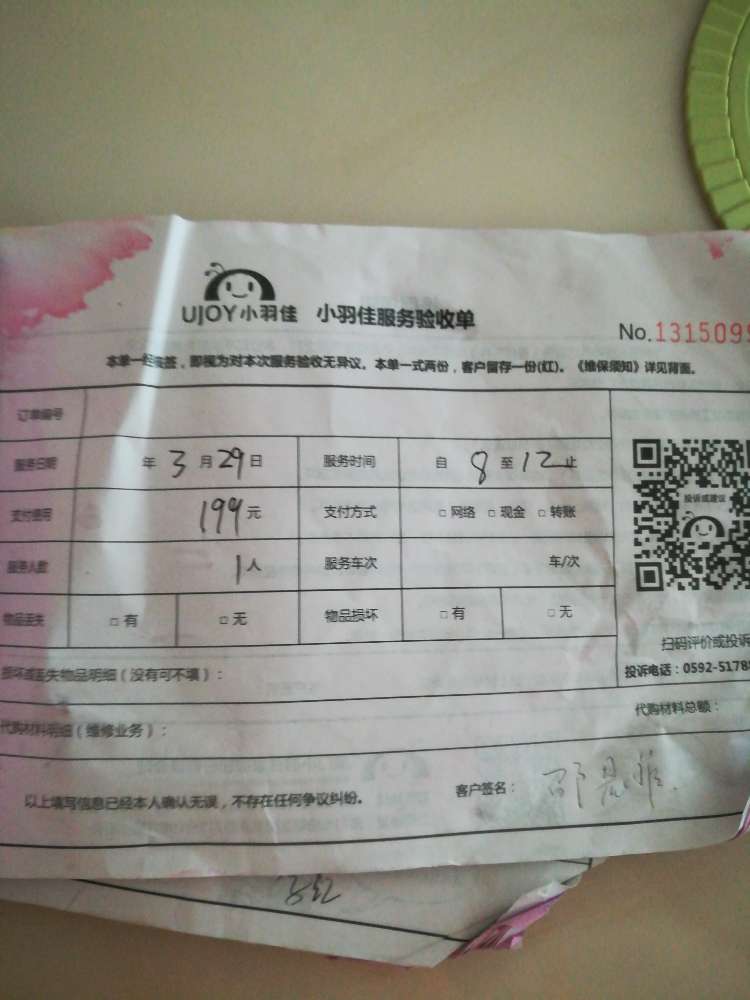 UJOY小羽佳 小羽佳服务验收单
No.131509
本单一经 签，即视为对本次服务验收无异议。本单一式两份，客户留存一份(红)。《维保须知》详见背面。
订单编号
服务日期 年 3 月 29 日 服务时间 自 8 至 12 止
支付费用 199 元 支付方式 □ 网络 □ 现金 □ 转账
服务人数 1 人 服务车次 车/次
物品丢失 □ 有 □ 无 物品损坏 □ 有 □ 无
投诉或建议
扫码评价或投诉
投诉电话：0592-5178
损坏或丢失物品明细（没有可不填）：
代购材料明细（维修业务）：
代购材料总额：
以上填写信息已经本人确认无误，不存在任何争议纠纷。
客户签名：